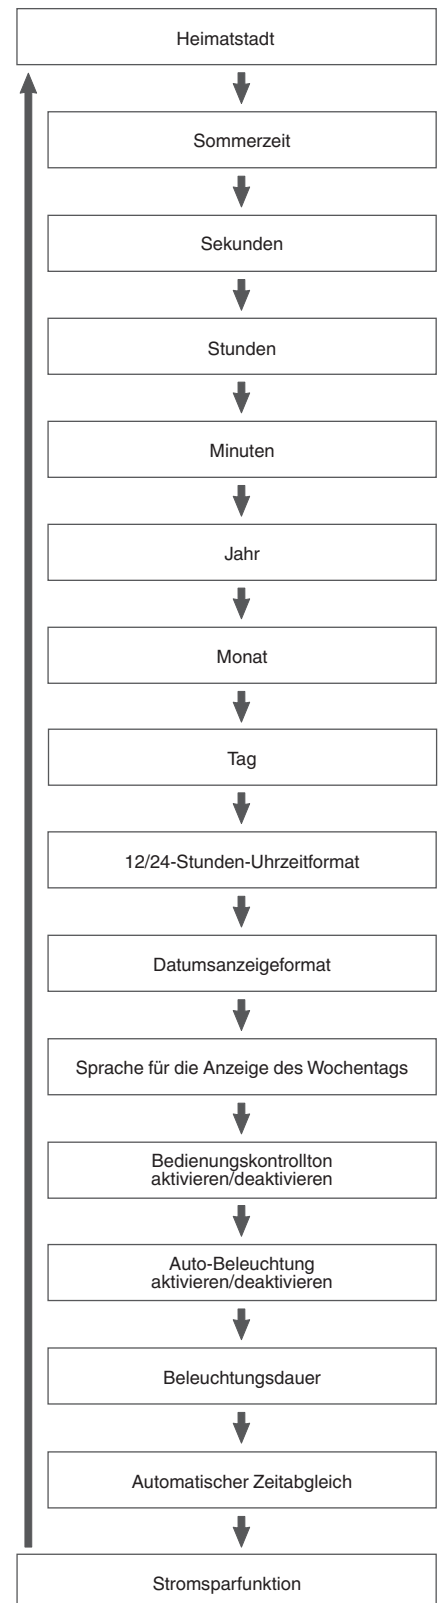 Heimatstadt
Sommerzeit
Sekunden
Stunden
Minuten
Jahr
Monat
Tag
12/24-Stunden-Uhrzeitformat
Datumsanzeigeformat
Sprache für die Anzeige des Wochentags
Bedienungskontrollton
aktivieren/deaktivieren
Auto-Beleuchtung
aktivieren/deaktivieren
Beleuchtungsdauer
Automatischer Zeitabgleich
Stromsparfunktion